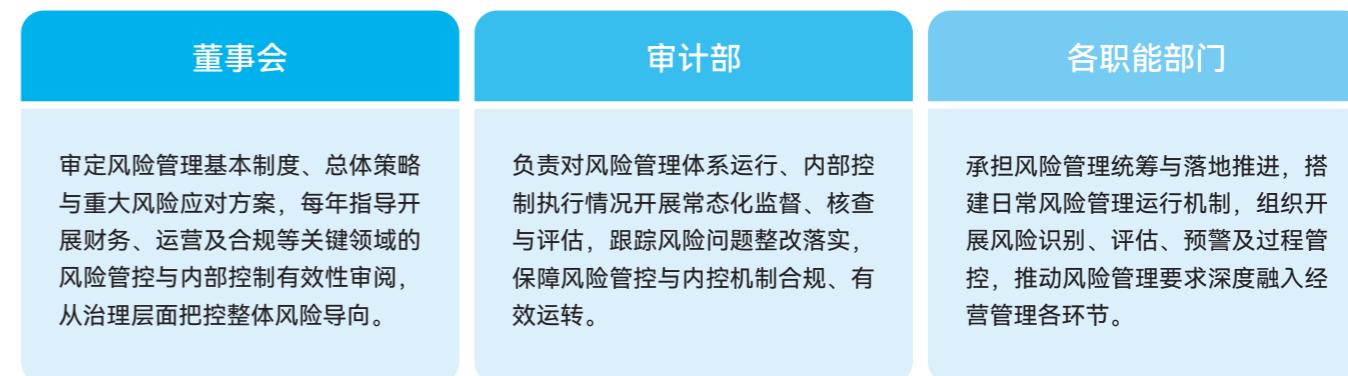 董事会
审定风险管理基本制度、总体策略
与重大风险应对方案，每年指导开
展财务、运营及合规等关键领域的
风险管控与内部控制有效性审阅，
从治理层面把控整体风险导向。
审计部
负责对风险管理体系运行、内部控
制执行情况开展常态化监督、核查
与评估，跟踪风险问题整改落实，
保障风险管控与内控机制合规、有
效运转。
各职能部门
承担风险管理统筹与落地推进，搭
建日常风险管理运行机制，组织开
展风险识别、评估、预警及过程管
控，推动风险管理要求深度融入经
营管理各环节。